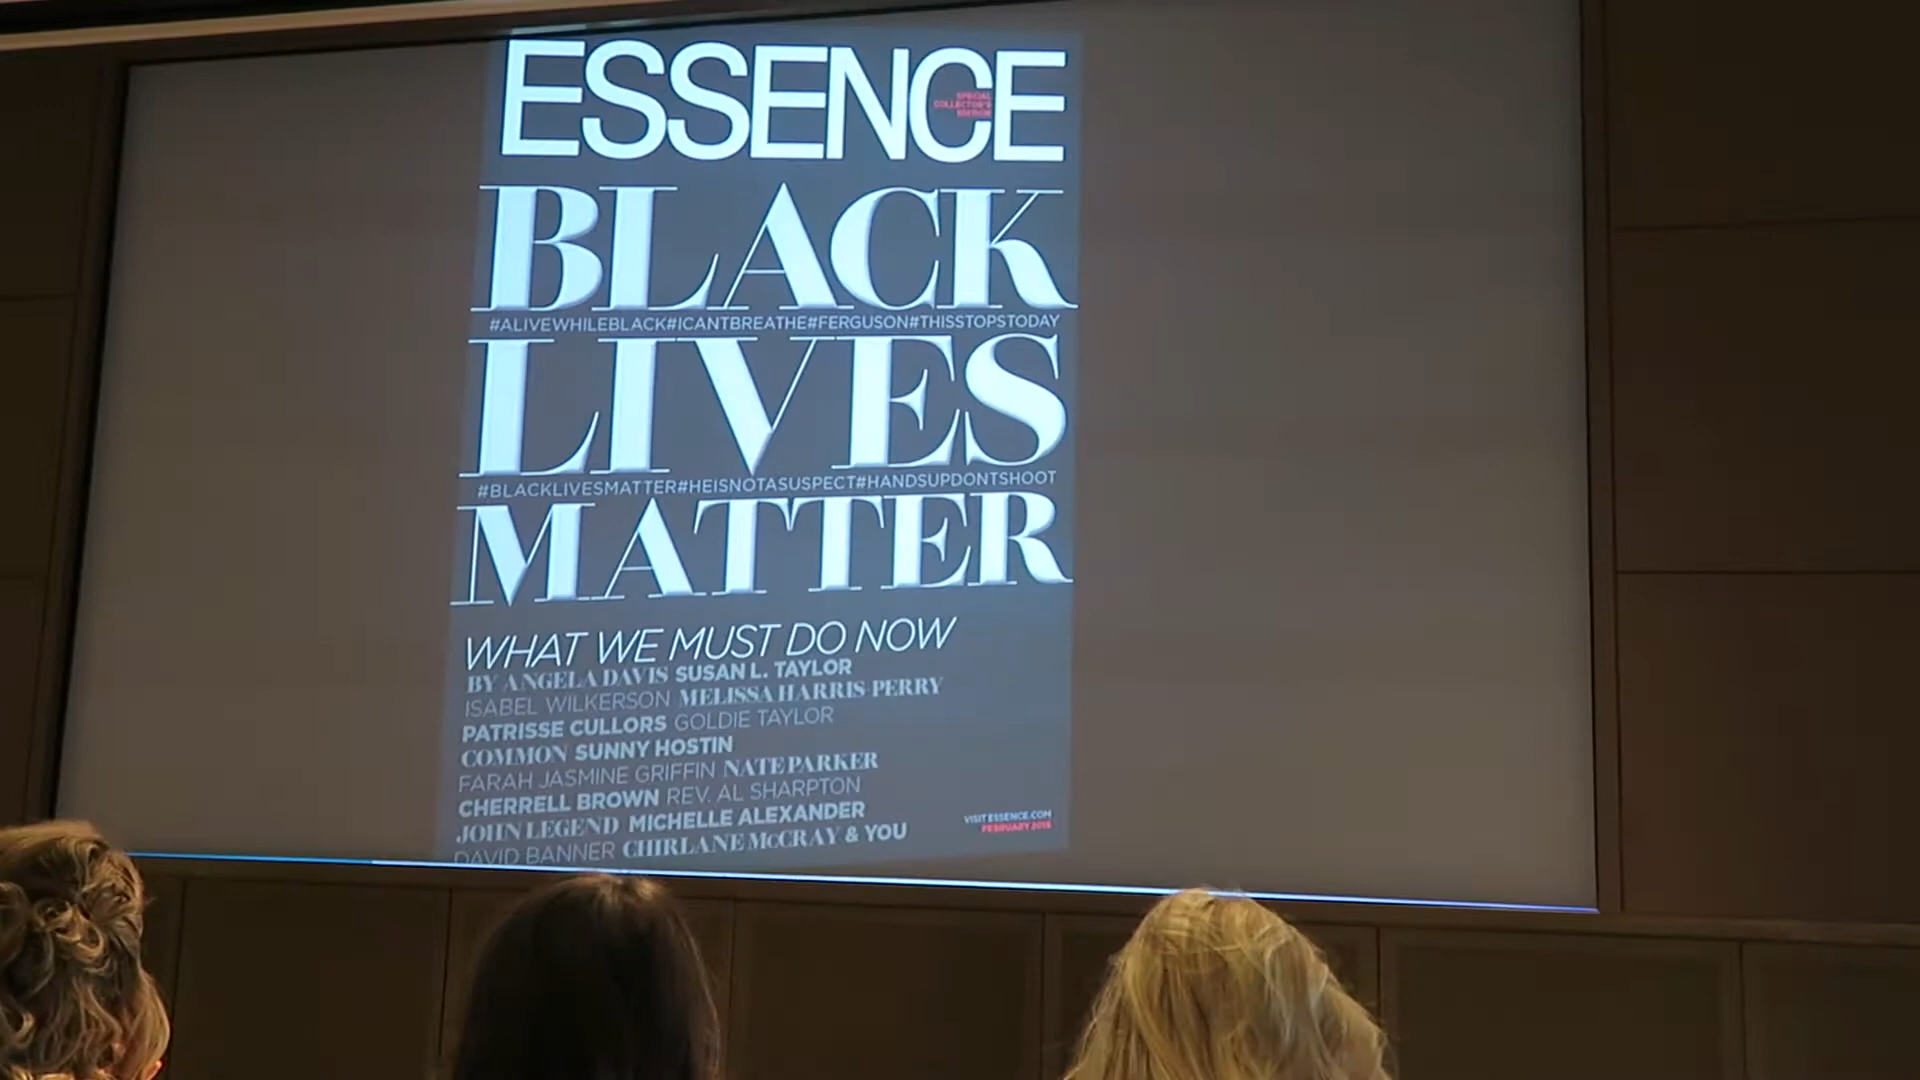 ESSENCE
SPECIAL
COLLECTOR'S
EDITION
BLACK
#ALIVEWHILEBLACK#ICANTBREATHE#FERGUSON#THISSTOPSTODAY
LIVES
#BLACKLIVESMATTER#HEISNOTASUSPECT#HANDSUPDONTSHOOT
MATTER
WHAT WE MUST DO NOW
BY ANGELA DAVIS SUSAN L. TAYLOR
ISABEL WILKERSON MELISSA HARRIS-PERRY
PATRISSE CULLORS GOLDIE TAYLOR
COMMON SUNNY HOSTIN
FARAH JASMINE GRIFFIN NATE PARKER
CHERRELL BROWN REV. AL SHARPTON
JOHN LEGEND MICHELLE ALEXANDER
DAVID BANNER CHIRLANE McCRAY & YOU
VISIT ESSENCE.COM
FEBRUARY 2015